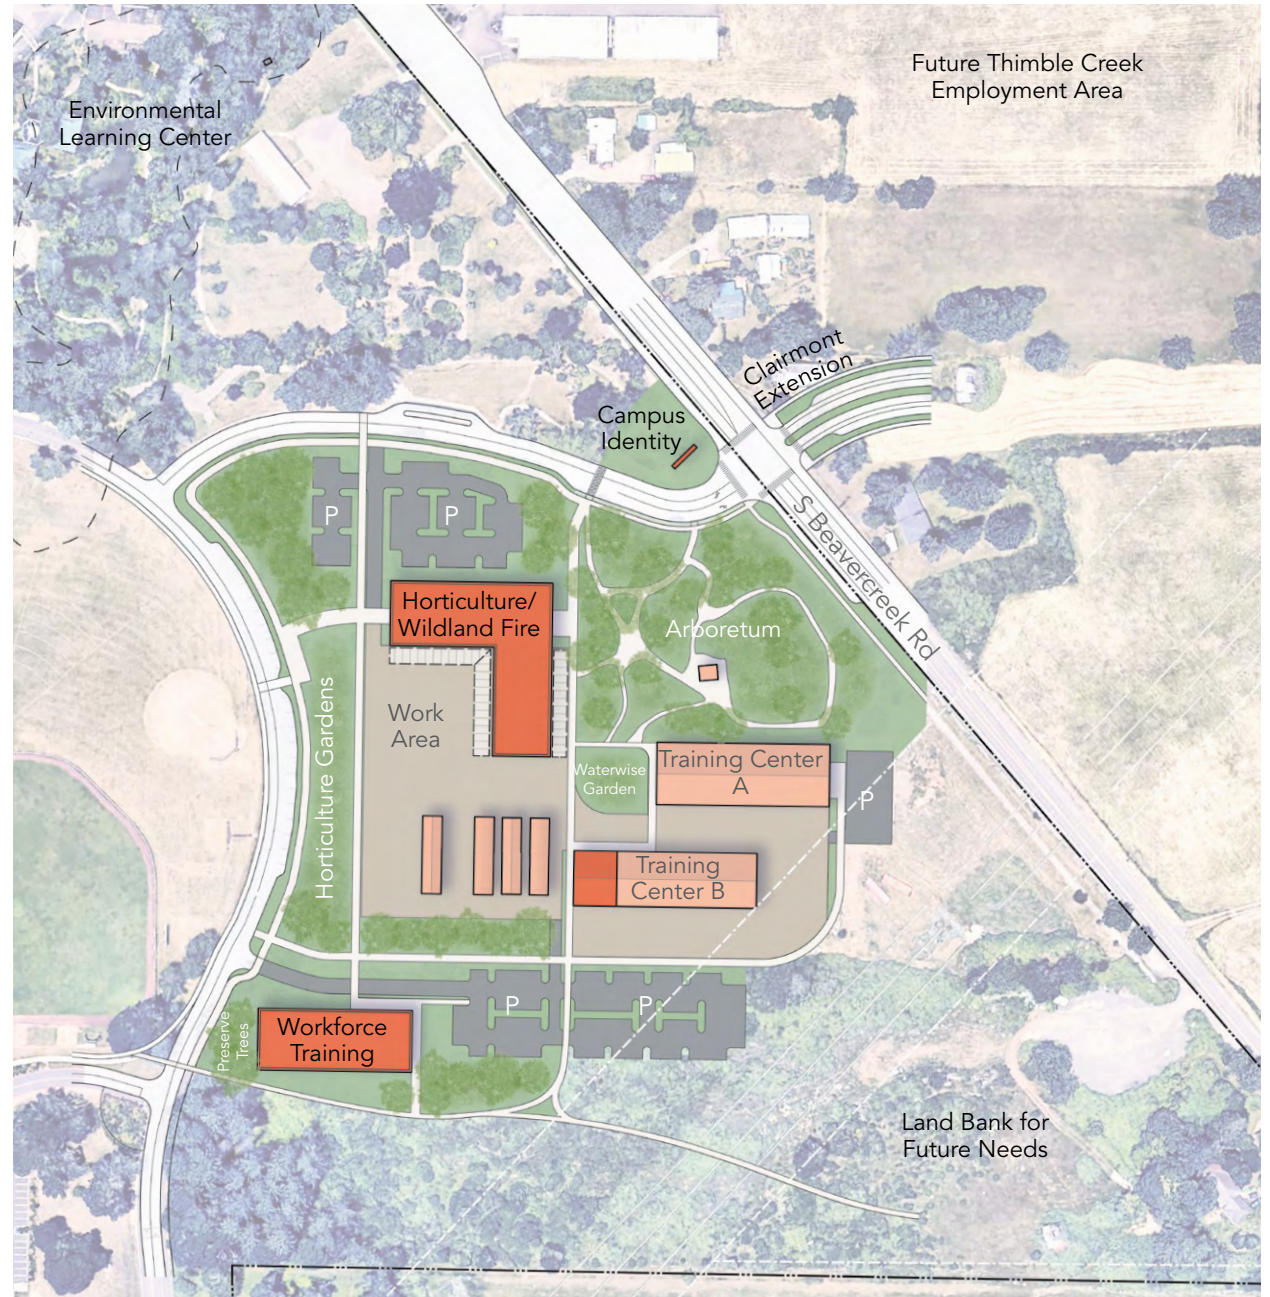 Future Thimble Creek
Employment Area
Environmental
Learning Center
Clairmont
Extension
Campus
Identity
S Beavercreek Rd
P
P
Horticulture/
Wildland Fire
Arboretum
Work
Area
Horticulture Gardens
Waterwise
Garden
Training Center
A
P
Training
Center B
P
P
Preserve
Trees
Workforce
Training
Land Bank for
Future Needs